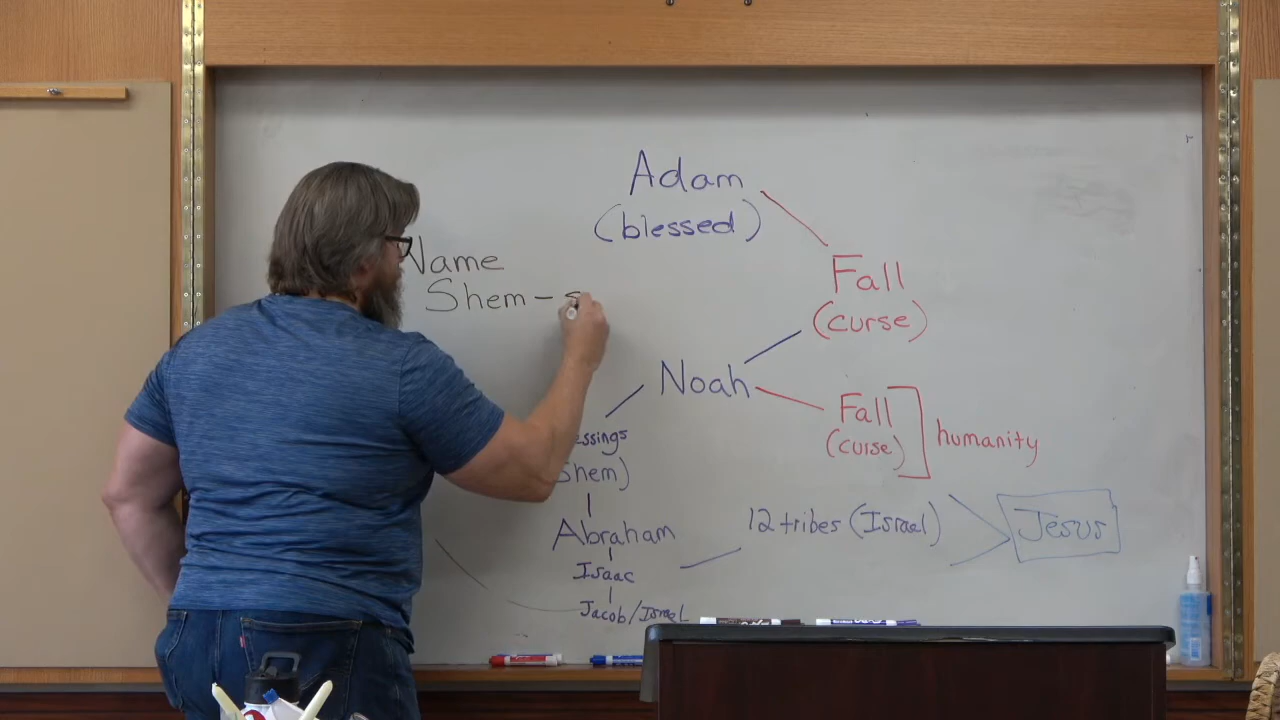 Adam
(blessed)
Name
Shem - s
Fall
(curse)
Noah
Fall
(curse)
humanity
essings
Shem)
Abraham
12 tribes (Israel)
Jesus
Isaac
Jacob/Israel